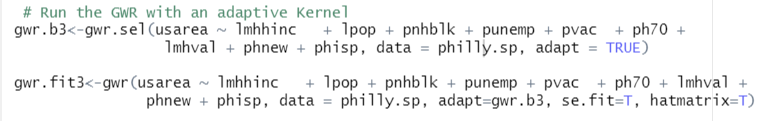 # Run the GWR with an adaptive Kernel
gwr.b3<-gwr.sel(usarea ~ lmhhinc + lpop + pnhblk + punemp + pvac + ph70 +
lmhval + phnew + phisp, data = philly.sp, adapt = TRUE)
gwr.fit3<-gwr(usarea ~ lmhhinc + lpop + pnhblk + punemp + pvac + ph70 + lmhval +
phnew + phisp, data = philly.sp, adapt=gwr.b3, se.fit=T, hatmatrix=T)